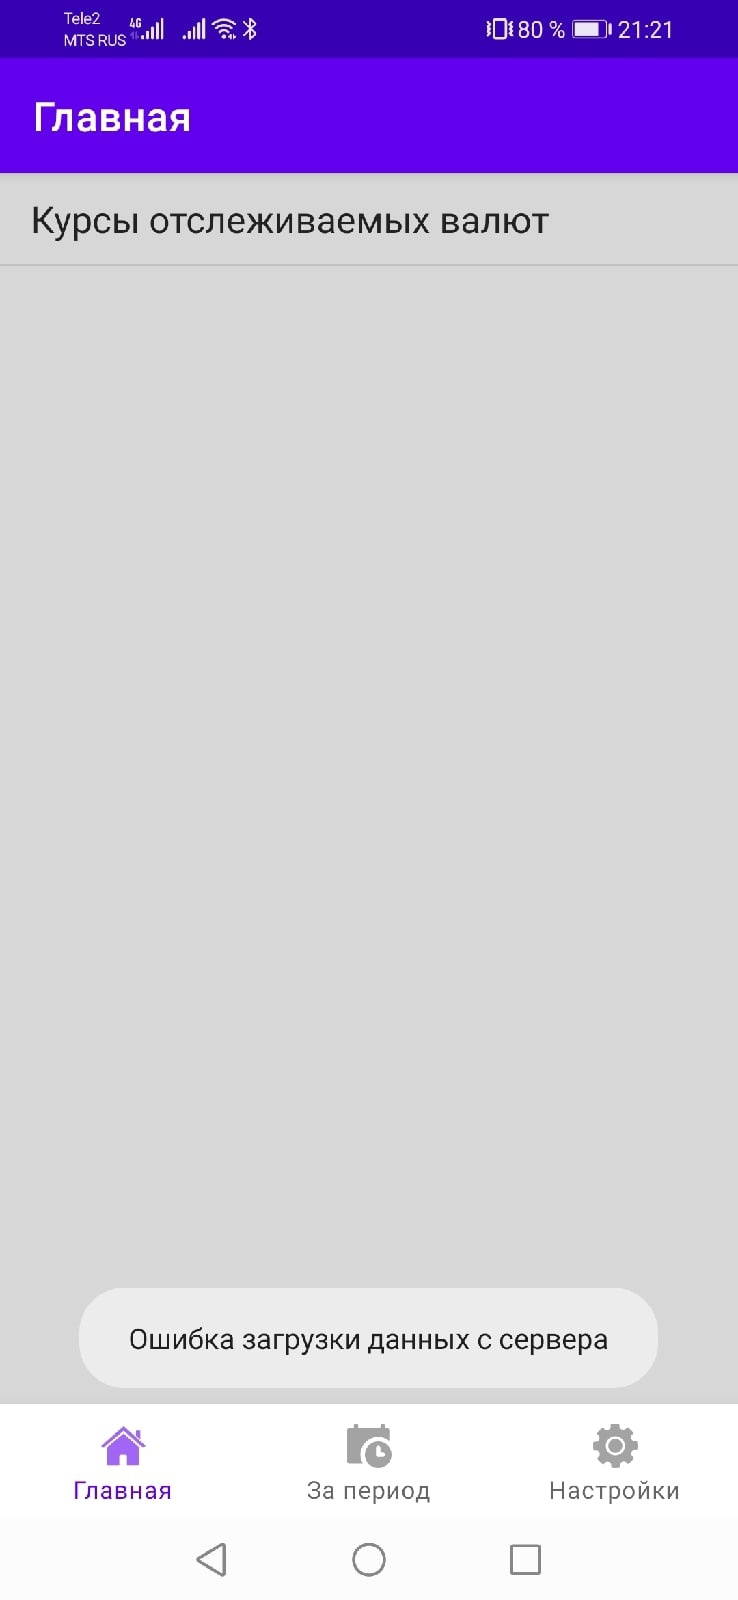 Tele2
MTS RUS
4G
80 %
21:21
Главная
Курсы отслеживаемых валют
Ошибка загрузки данных с сервера
Главная
За период
Настройки